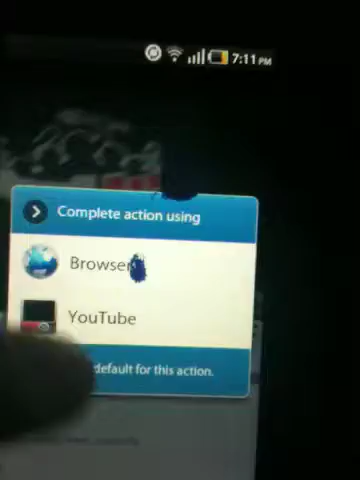 7:11 PM
Complete action using
Browser
YouTube
default for this action.